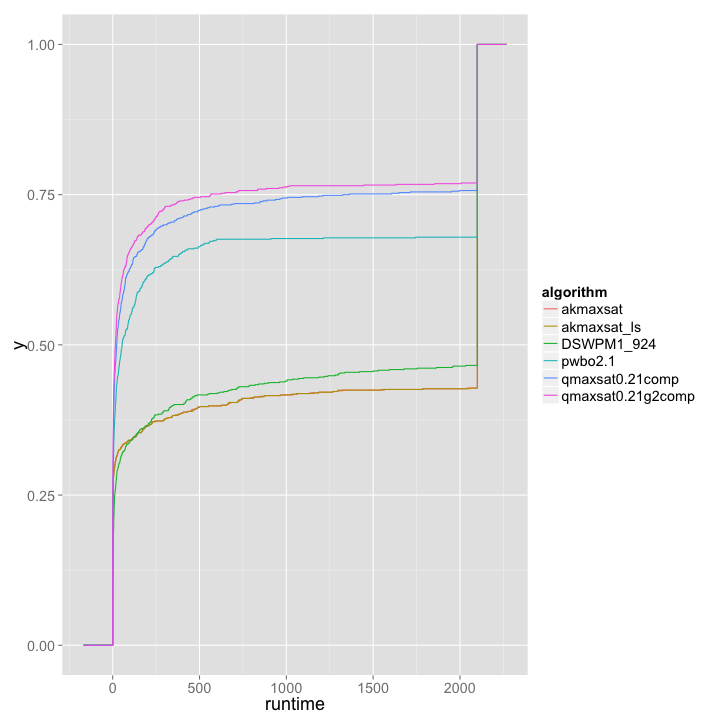 1.00
0.75
0.50
0.25
0.00
y
0 500 1000 1500 2000
runtime
algorithm
akmaxsat
akmaxsat_ls
DSWPM1_924
pwbo2.1
qmaxsat0.21comp
qmaxsat0.21g2comp